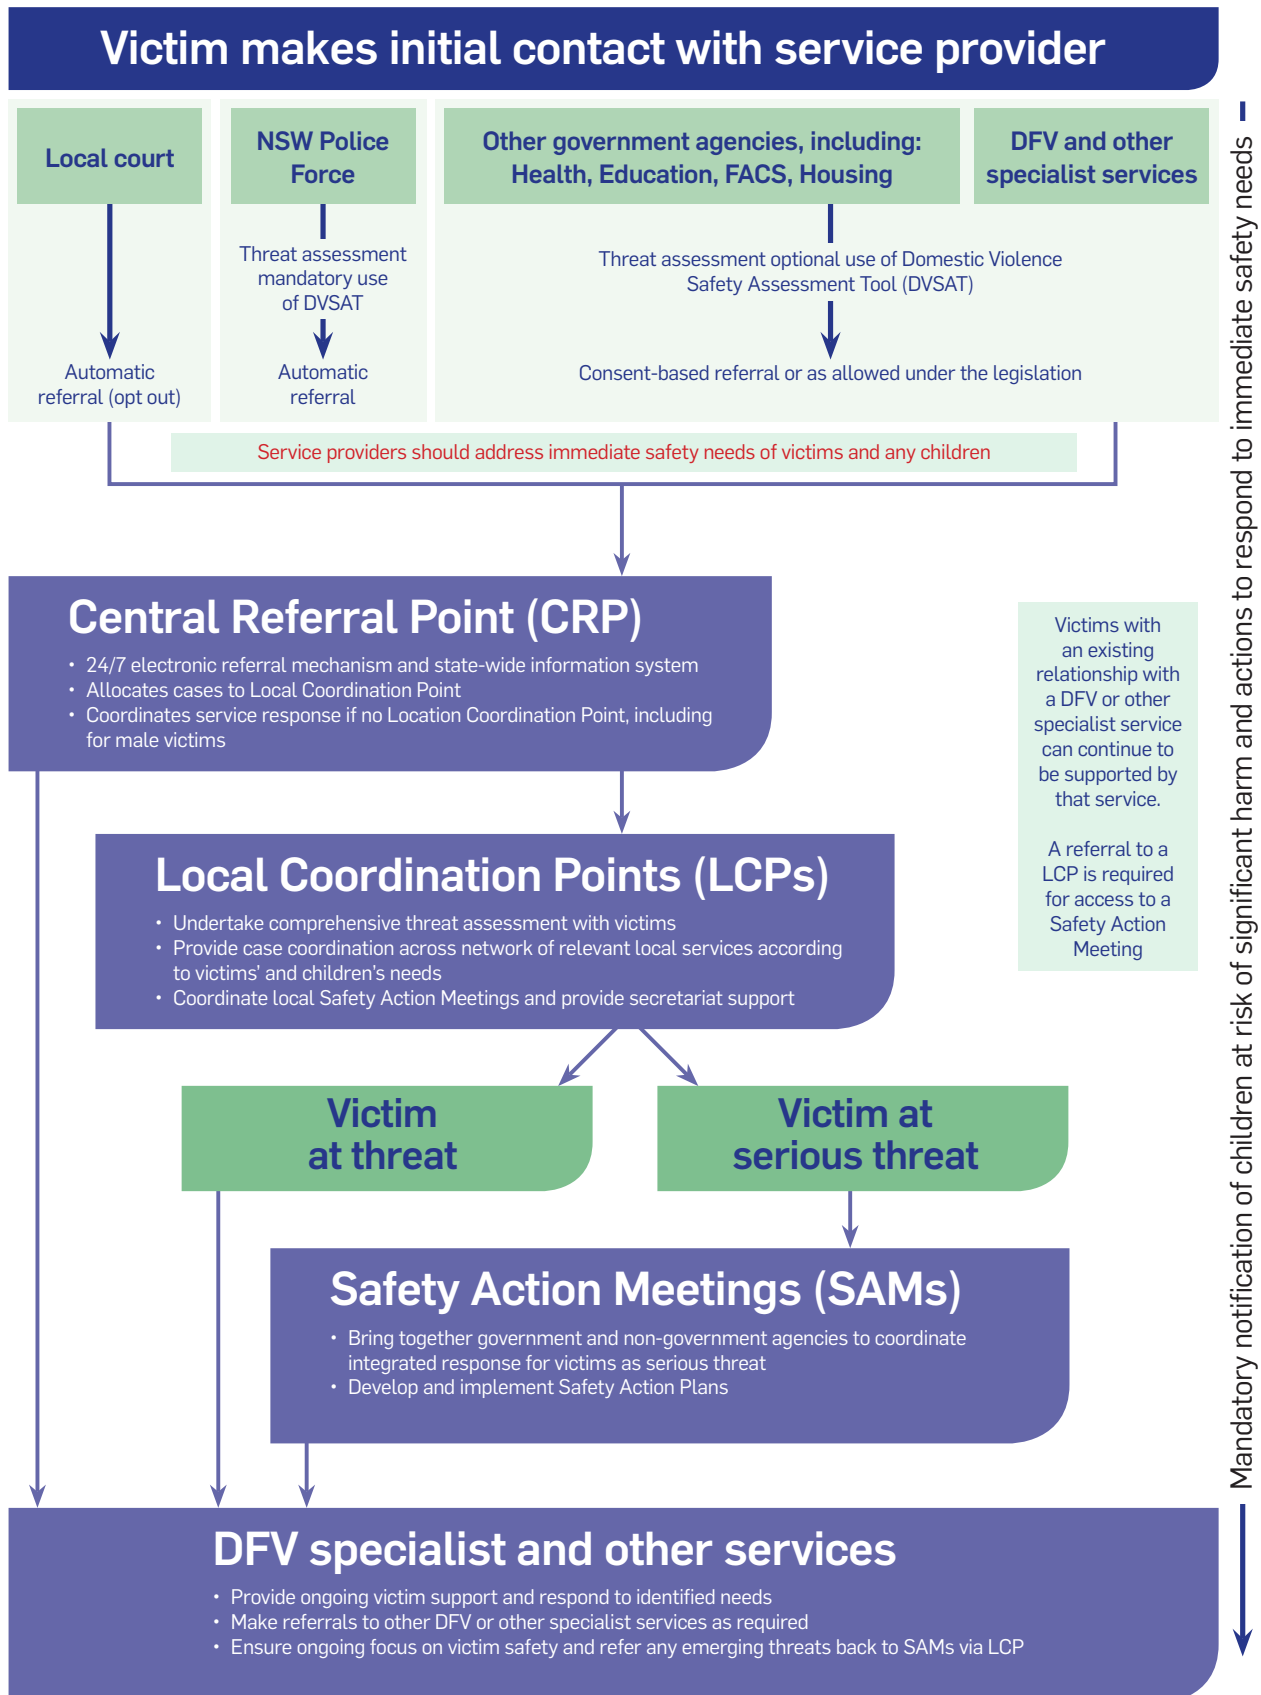 Victim makes initial contact with service provider
Local court
NSW Police
Force
Other government agencies, including:
Health, Education, FACS, Housing
DFV and other
specialist services
Threat assessment
mandatory use
of DVSAT
Threat assessment optional use of Domestic Violence
Safety Assessment Tool (DVSAT)
Automatic
referral (opt out)
Automatic
referral
Consent-based referral or as allowed under the legislation
Service providers should address immediate safety needs of victims and any children
Central Referral Point (CRP)
• 24/7 electronic referral mechanism and state-wide information system
• Allocates cases to Local Coordination Point
• Coordinates service response if no Location Coordination Point, including
for male victims
Victims with
an existing
relationship with
a DFV or other
specialist service
can continue to
be supported by
that service.
A referral to a
LCP is required
for access to a
Safety Action
Meeting
Local Coordination Points (LCPs)
• Undertake comprehensive threat assessment with victims
• Provide case coordination across network of relevant local services according
to victims' and children's needs
• Coordinate local Safety Action Meetings and provide secretariat support
Victim
at threat
Victim at
serious threat
Safety Action Meetings (SAMs)
• Bring together government and non-government agencies to coordinate
integrated response for victims as serious threat
• Develop and implement Safety Action Plans
DFV specialist and other services
• Provide ongoing victim support and respond to identified needs
• Make referrals to other DFV or other specialist services as required
• Ensure ongoing focus on victim safety and refer any emerging threats back to SAMs via LCP
Mandatory notification of children at risk of significant harm and actions to respond to immediate safety needs